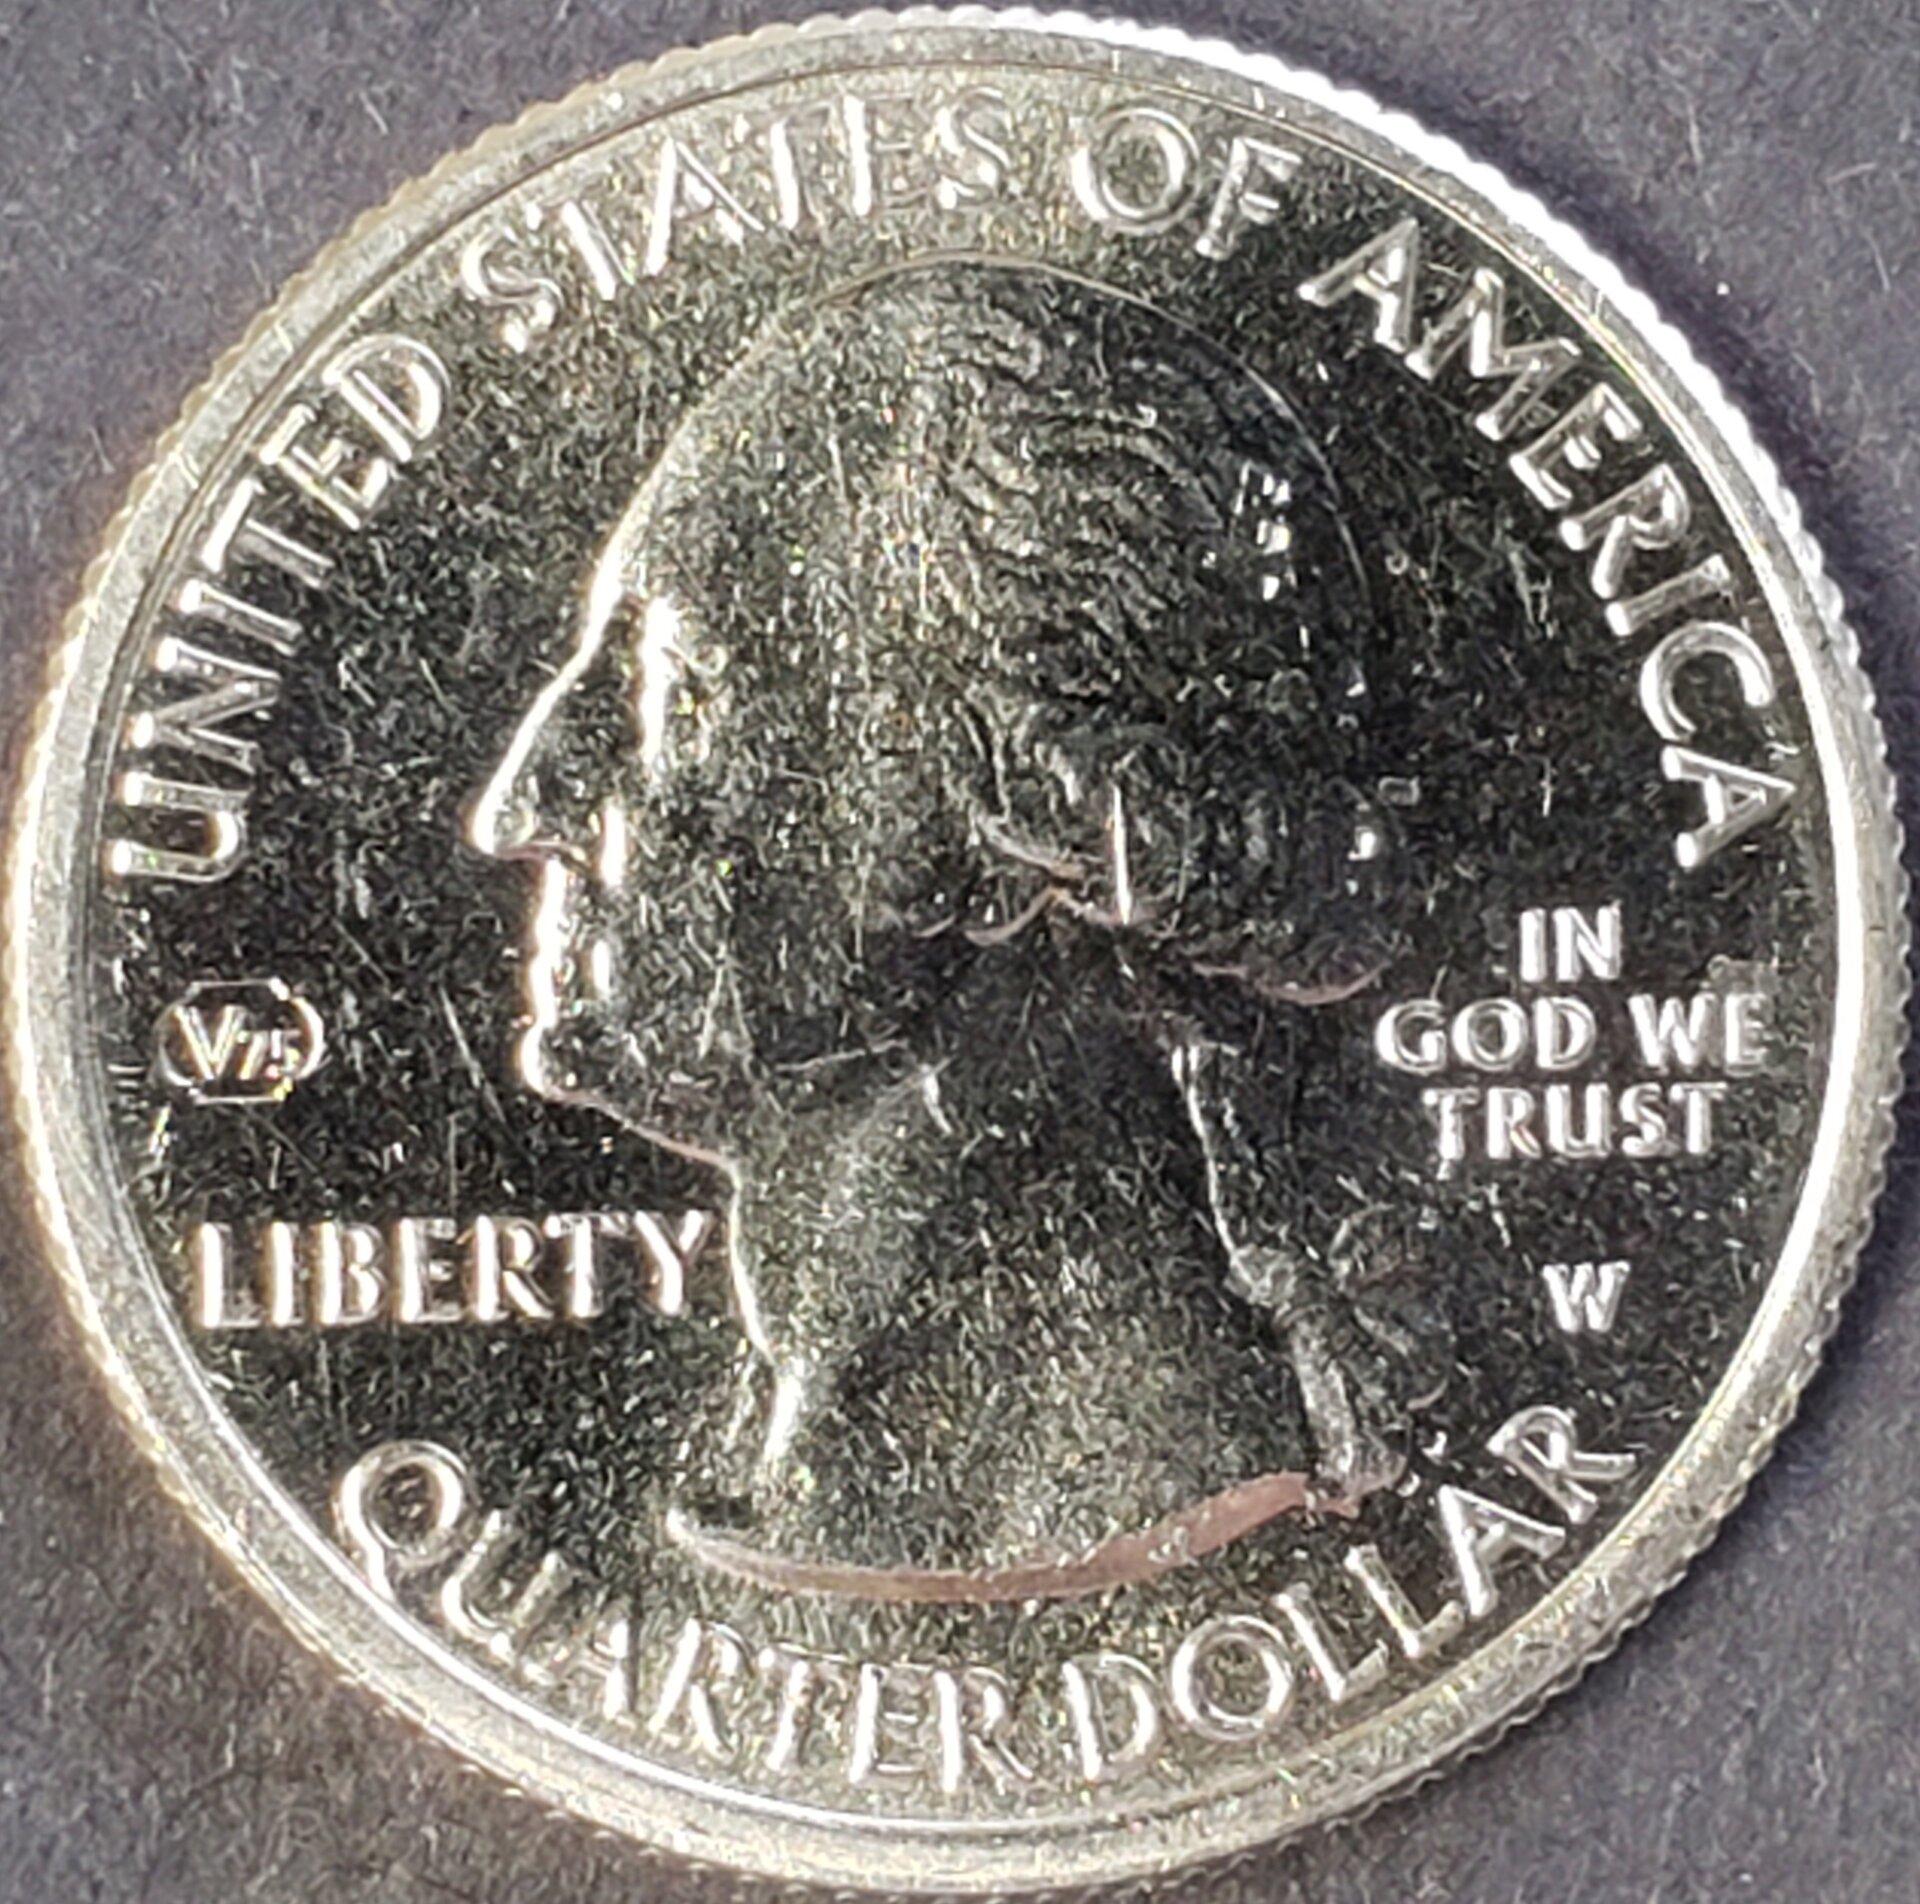 UNITED STATES OF AMERICA
IN
GOD WE
TRUST
V75
LIBERTY
W
QUARTER DOLLAR